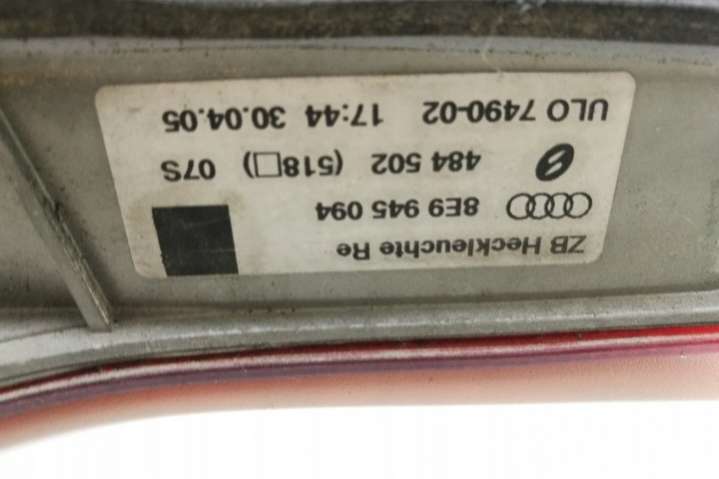 ZB Heckleuchte Re
8E9 945 094
484 502 (518□) 07S
ULO 7490-02 17:44 30.04.05